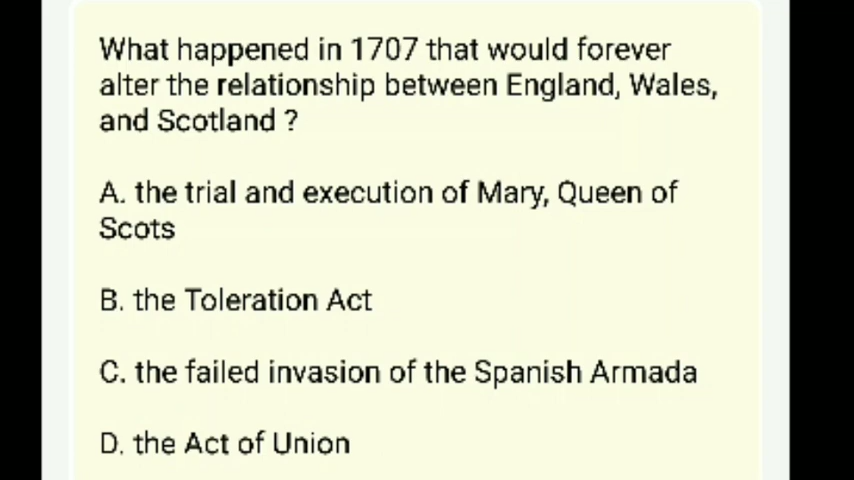 What happened in 1707 that would forever
alter the relationship between England, Wales,
and Scotland ?
A. the trial and execution of Mary, Queen of
Scots
B. the Toleration Act
C. the failed invasion of the Spanish Armada
D. the Act of Union